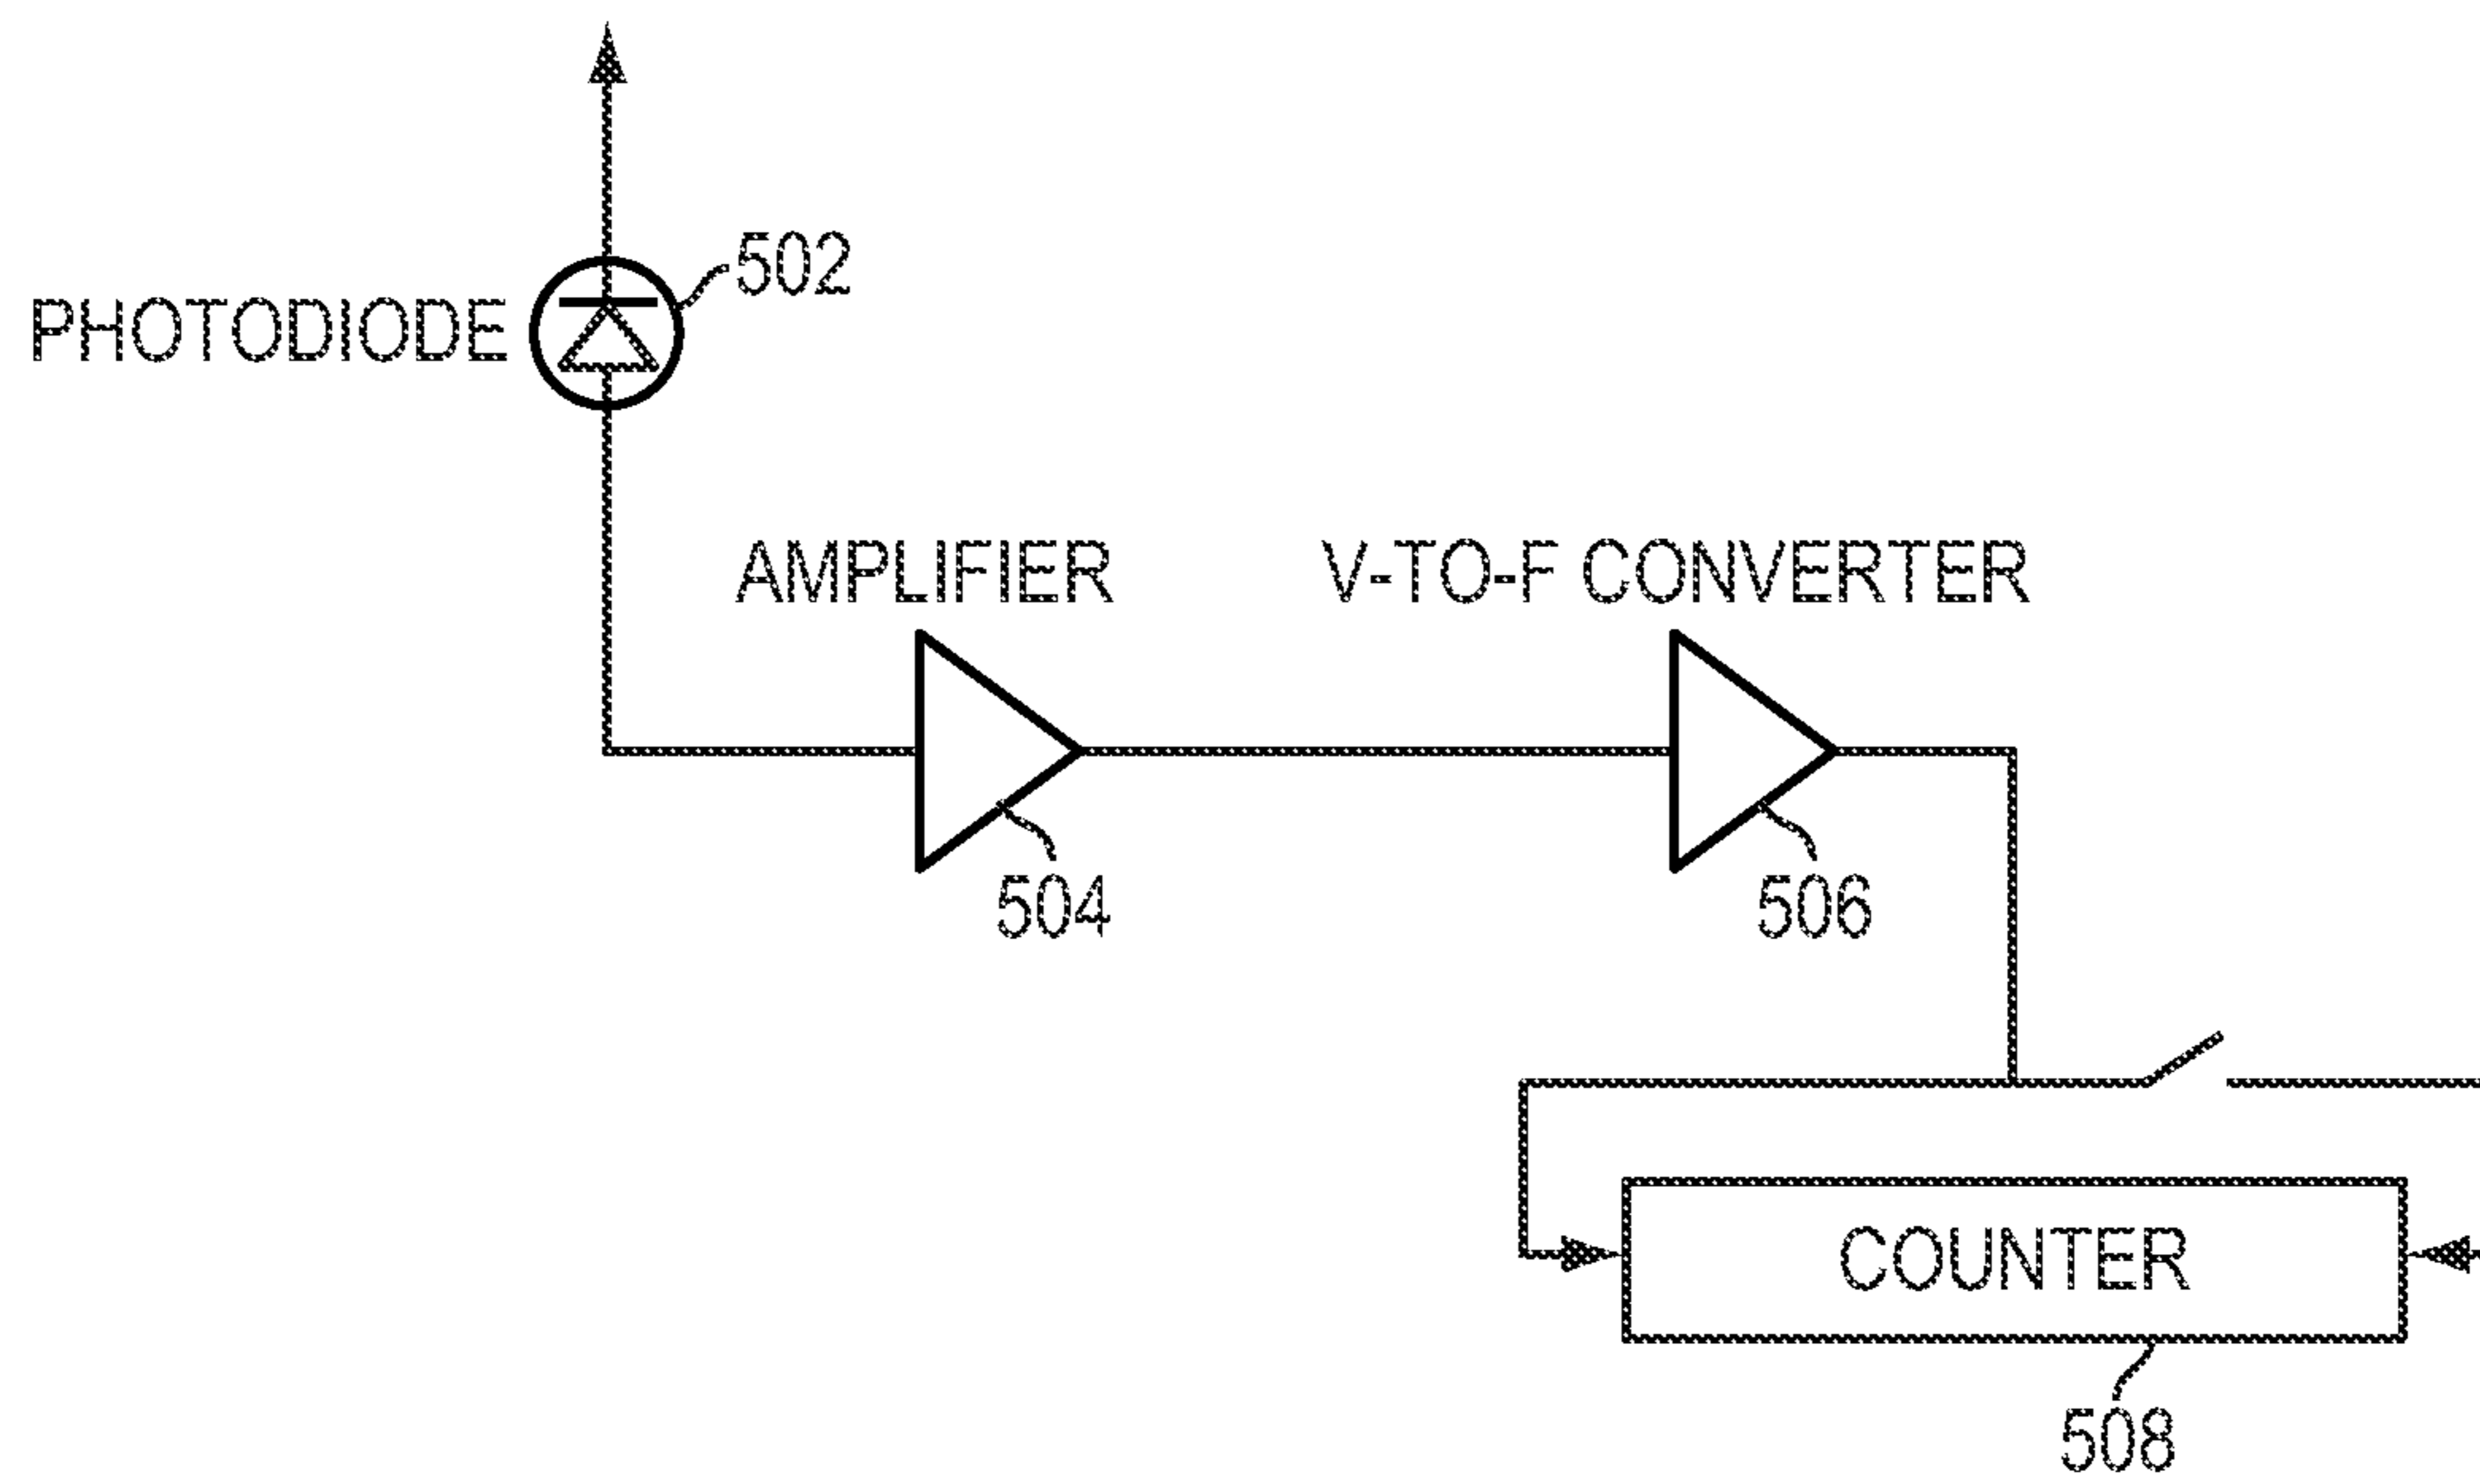 502
PHOTODIODE
AMPLIFIER
V-TO-F CONVERTER
504
506
COUNTER
508